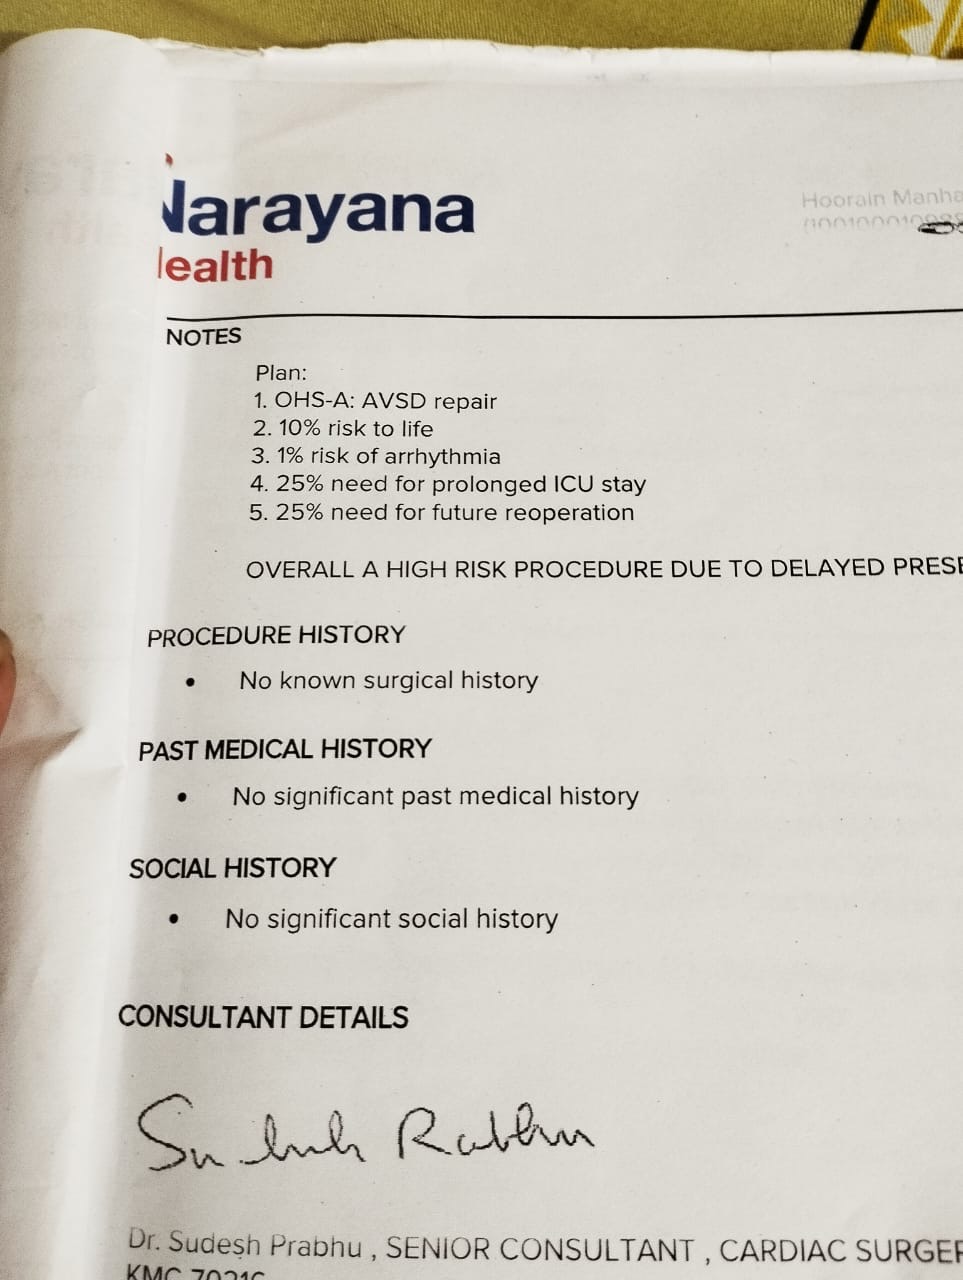 Narayana
Health
Hoorain
NOTES
Plan:
1. OHS-A: AVSD repair
2. 10% risk to life
3. 1% risk of arrhythmia
4. 25% need for prolonged ICU stay
5. 25% need for future reoperation
OVERALL A HIGH RISK PROCEDURE DUE TO DELAYED
PROCEDURE HISTORY
• No known surgical history
PAST MEDICAL HISTORY
• No significant past medical history
SOCIAL HISTORY
• No significant social history
CONSULTANT DETAILS
Dr. Sudesh Prabhu , SENIOR CONSULTANT , CARDIAC
KMC